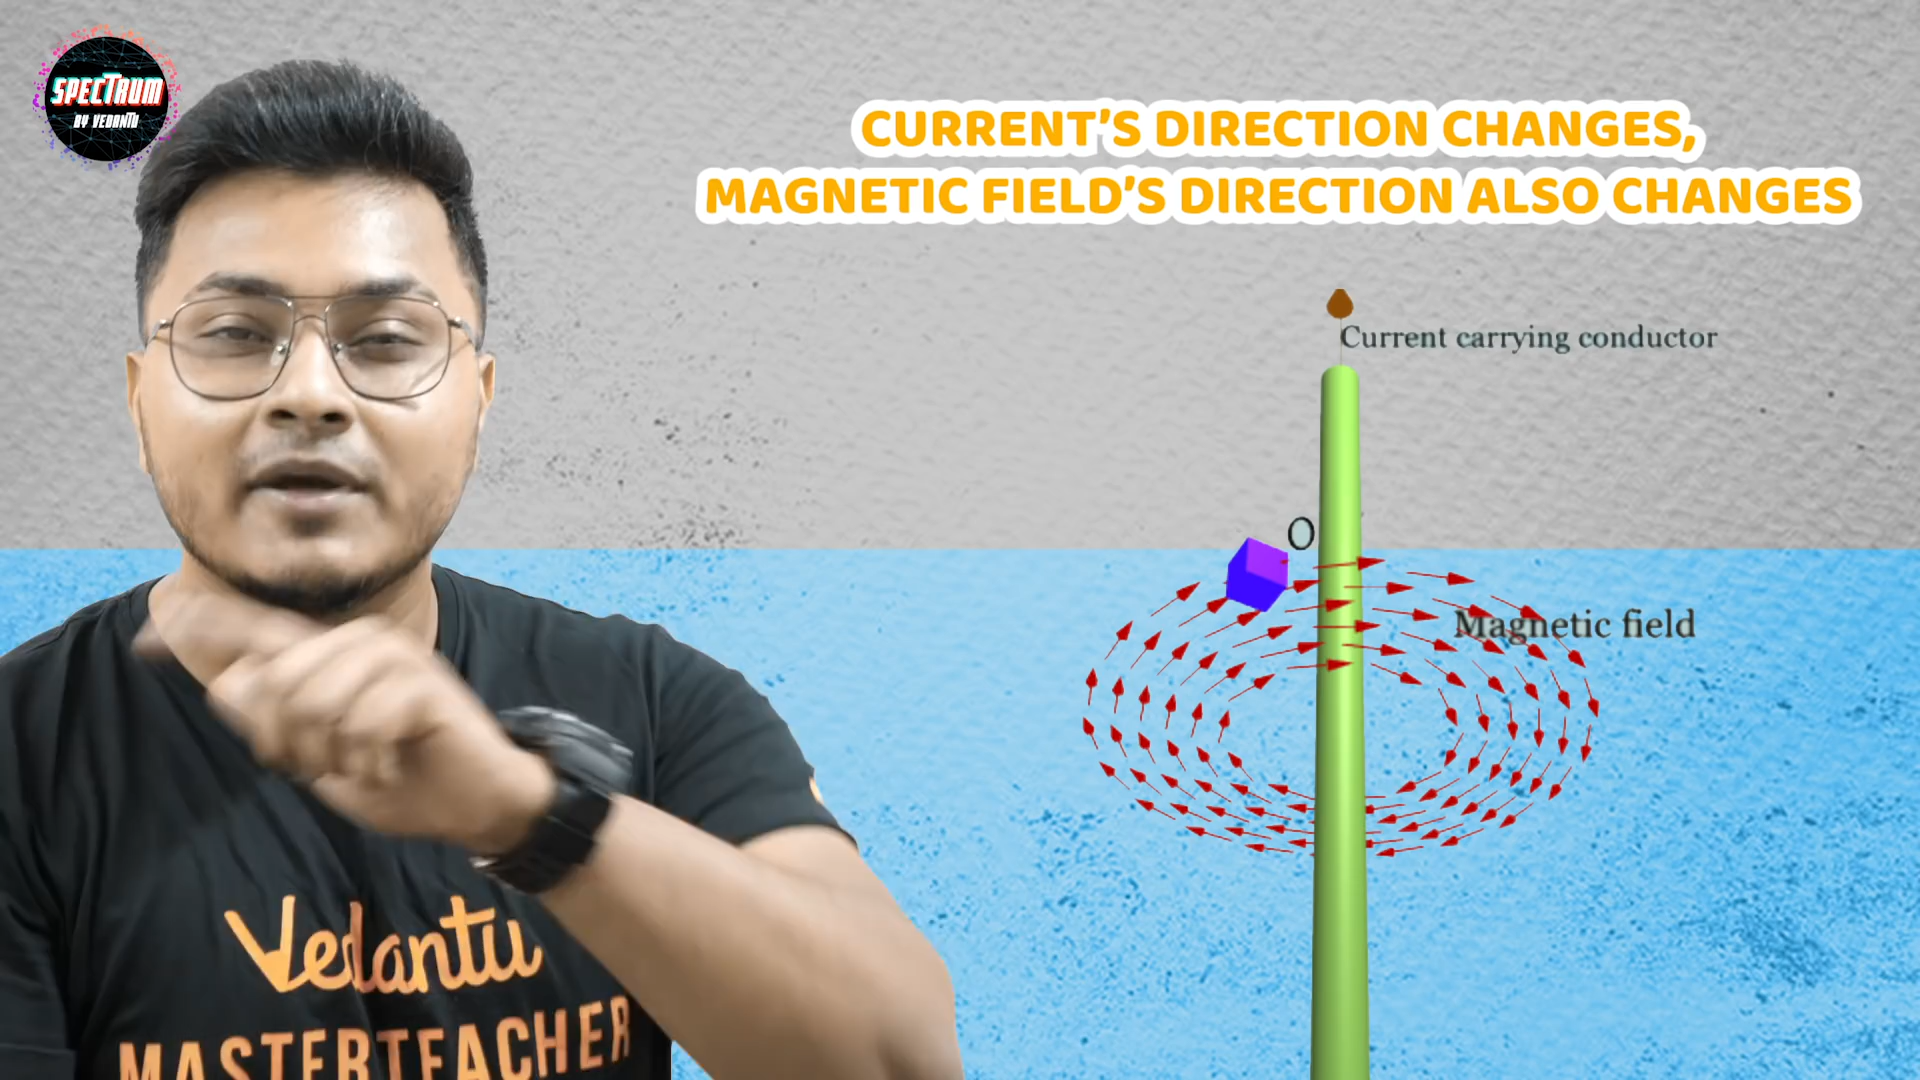 SPECTRUM
BY VEDANTU
CURRENT'S DIRECTION CHANGES,
MAGNETIC FIELD'S DIRECTION ALSO CHANGES
Current carrying conductor
O
Magnetic field
Vedantu
MASTERTEACHER